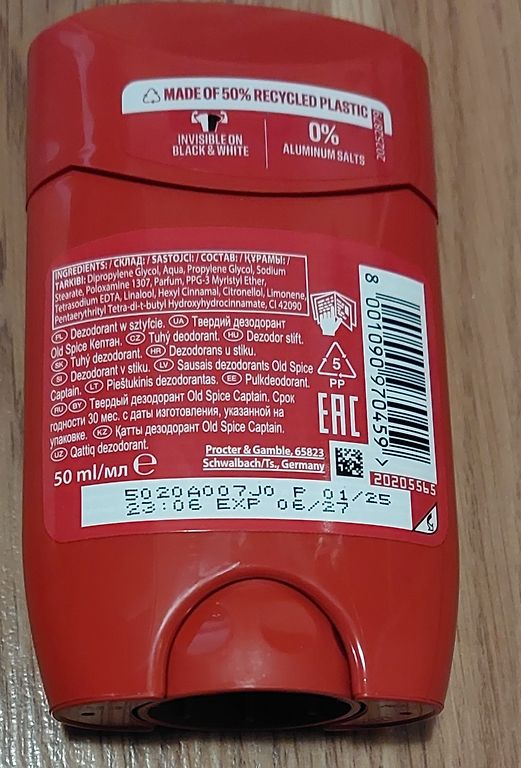 MADE OF 50% RECYCLED PLASTIC
INVISIBLE ON
BLACK & WHITE
0%
ALUMINUM SALTS
INGREDIENTS: / СКЛАД: / SASTOJCI: / СОСТАВ: / ҚҰРАМЫ: /
TARKIBI: Dipropylene Glycol, Aqua, Propylene Glycol, Sodium
Stearate, Poloxamine 1307, Parfum, PPG-3 Myristyl Ether,
Tetrasodium EDTA, Linalool, Hexyl Cinnamal, Citronellol, Limonene,
Pentaerythrityl Tetra-di-t-butyl Hydroxyhydrocinnamate, CI 42090
PL Dezodorant w sztyfcie. UA Твердий дезодорант
Old Spice Кептан. CZ Tuhý deodorant. HU Dezodor stift.
SK Tuhý deodorant. HR Dezodorans u stiku.
SI Dezodorant v stiku. LV Sausais dezodorants Old Spice
Captain. LT Pieštukinis dezodorantas. EE Pulkdeodorant.
RU BY Твердый дезодорант Old Spice Captain. Срок
годности 30 мес. с даты изготовления, указанной на
упаковке. KZ Қатты дезодорант Old Spice Captain.
UZ Qattiq dezodorant.
50 ml/мл e
Procter & Gamble, 65823
Schwalbach/Ts., Germany
5
PP
EAC
8 001090 970459 >
20205565
5020A007J0 P 01/25
23:06 EXP 06/27